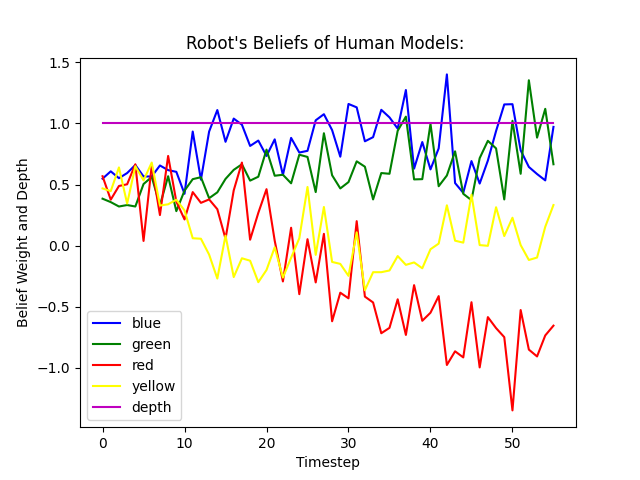 Robot's Beliefs of Human Models:
Belief Weight and Depth
1.5
1.0
0.5
0.0
−0.5
−1.0
blue
green
red
yellow
depth
0 10 20 30 40 50
Timestep